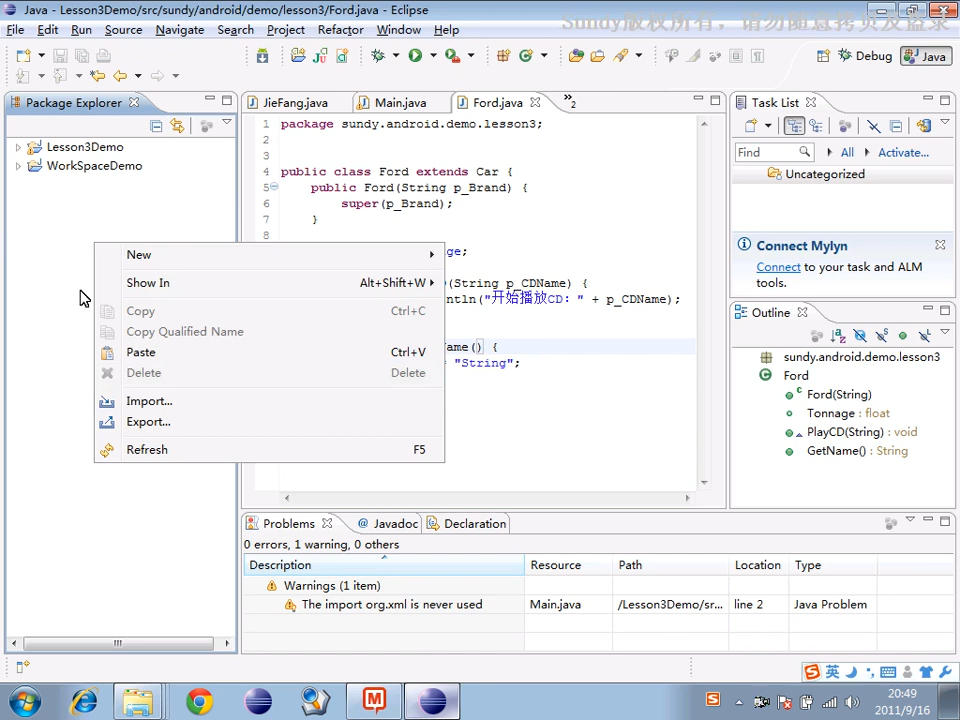 Java - Lesson3Demo/src/sundy/android/demo/lesson3/Ford.java - Eclipse
Sundy版权所有，请勿随意拷贝及盗录
File Edit Run Source Navigate Search Project Refactor Window Help
Debug Java
Package Explorer
JieFang.java Main.java Ford.java »2
Task List
1 package sundy.android.demo.lesson3;
2
3
4 public class Ford extends Car {
5 public Ford(String p_Brand) {
6 super(p_Brand);
7 }
8
ge;
(String p_CDName) {
ntln("开始播放CD: " + p_CDName);
ame() {
"String";
Lesson3Demo
WorkSpaceDemo
New
Show In Alt+Shift+W
Copy Ctrl+C
Copy Qualified Name
Paste Ctrl+V
Delete Delete
Import...
Export...
Refresh F5
Find All Activate...
Uncategorized
Connect Mylyn
Connect to your task and ALM
tools.
Outline
sundy.android.demo.lesson3
Ford
Ford(String)
Tonnage : float
PlayCD(String) : void
GetName() : String
Problems Javadoc Declaration
0 errors, 1 warning, 0 others
Description Resource Path Location Type
Warnings (1 item)
The import org.xml is never used Main.java /Lesson3Demo/sr... line 2 Java Problem
英
20:49
2011/9/16